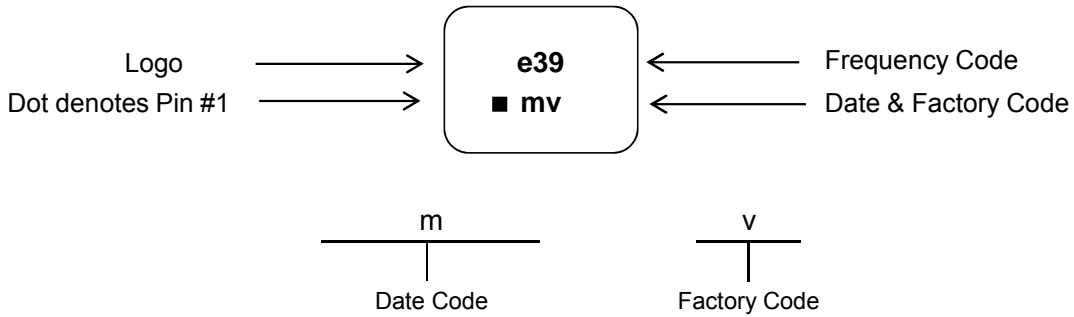 Logo e39 Frequency Code
Dot denotes Pin #1 ■ mv Date & Factory Code
m v
Date Code Factory Code